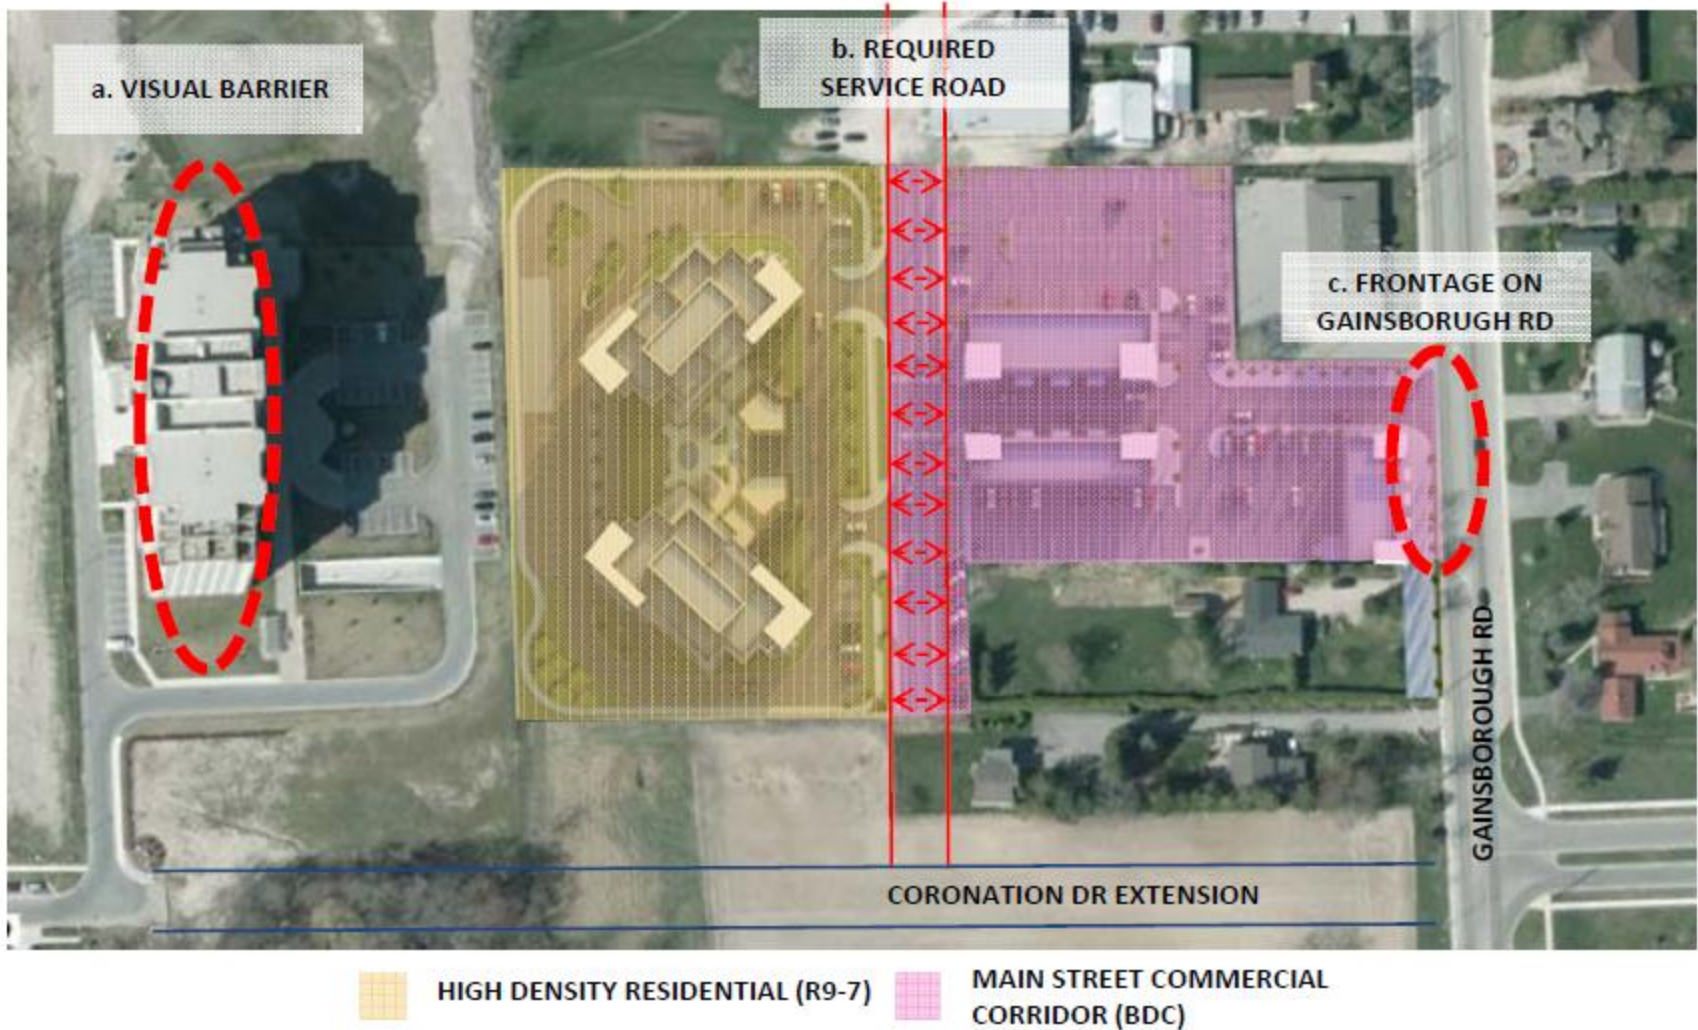 a. VISUAL BARRIER
b. REQUIRED
SERVICE ROAD
c. FRONTAGE ON
GAINSBORUGH RD
GAINSBOROUGH RD
CORONATION DR EXTENSION
HIGH DENSITY RESIDENTIAL (R9-7)
MAIN STREET COMMERCIAL
CORRIDOR (BDC)